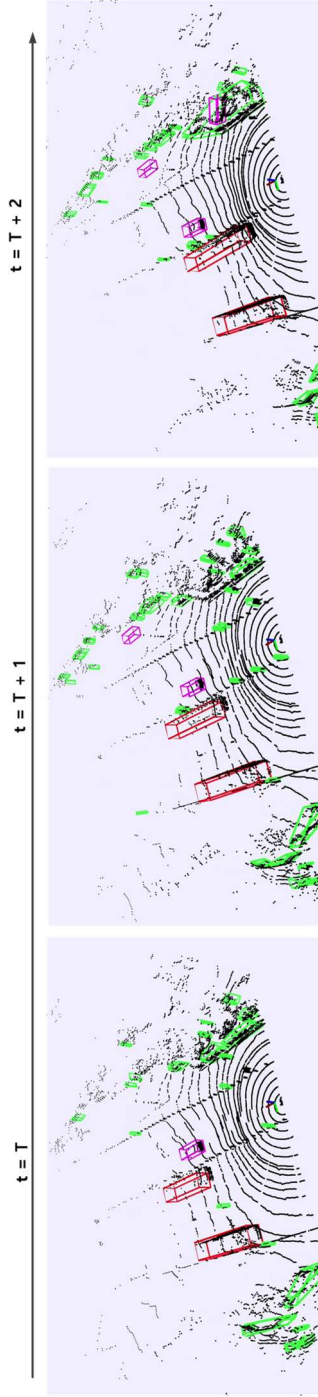 t = T
t = T + 1
t = T + 2